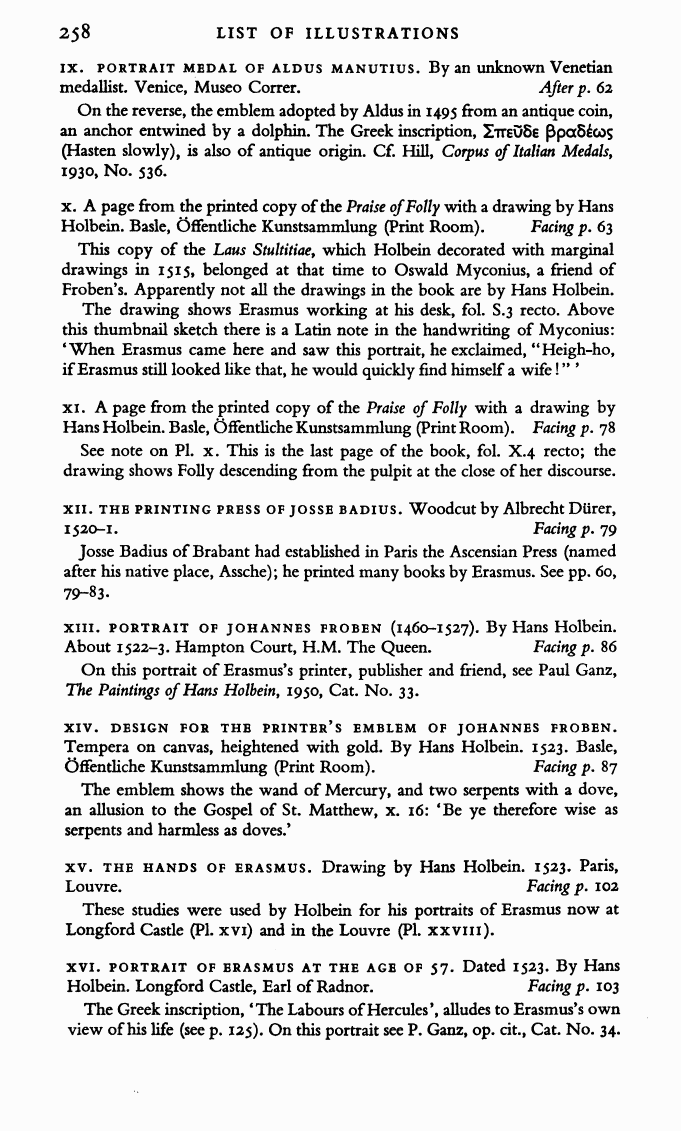 258 LIST OF ILLUSTRATIONS
IX. PORTRAIT MEDAL OF ALDUS MANUTIUS. By an unknown Venetian
medallist. Venice, Museo Correr. After p. 62
On the reverse, the emblem adopted by Aldus in 1495 from an antique coin,
an anchor entwined by a dolphin. The Greek inscription, Σπεῦδε βραδέως
(Hasten slowly), is also of antique origin. Cf. Hill, Corpus of Italian Medals,
1930, No. 536.
X. A page from the printed copy of the Praise of Folly with a drawing by Hans
Holbein. Basle, Öffentliche Kunstsammlung (Print Room). Facing p. 63
This copy of the Laus Stultitiae, which Holbein decorated with marginal
drawings in 1515, belonged at that time to Oswald Myconius, a friend of
Froben's. Apparently not all the drawings in the book are by Hans Holbein.
The drawing shows Erasmus working at his desk, fol. S.3 recto. Above
this thumbnail sketch there is a Latin note in the handwriting of Myconius:
‘When Erasmus came here and saw this portrait, he exclaimed, “Heigh-ho,
if Erasmus still looked like that, he would quickly find himself a wife!” ’
XI. A page from the printed copy of the Praise of Folly with a drawing by
Hans Holbein. Basle, Öffentliche Kunstsammlung (Print Room). Facing p. 78
See note on Pl. X. This is the last page of the book, fol. X.4 recto; the
drawing shows Folly descending from the pulpit at the close of her discourse.
XII. THE PRINTING PRESS OF JOSSE BADIUS. Woodcut by Albrecht Dürer,
1520–1. Facing p. 79
Josse Badius of Brabant had established in Paris the Ascensian Press (named
after his native place, Assche); he printed many books by Erasmus. See pp. 60,
79–83.
XIII. PORTRAIT OF JOHANNES FROBEN (1460–1527). By Hans Holbein.
About 1522–3. Hampton Court, H.M. The Queen. Facing p. 86
On this portrait of Erasmus's printer, publisher and friend, see Paul Ganz,
The Paintings of Hans Holbein, 1950, Cat. No. 33.
XIV. DESIGN FOR THE PRINTER'S EMBLEM OF JOHANNES FROBEN.
Tempera on canvas, heightened with gold. By Hans Holbein. 1523. Basle,
Öffentliche Kunstsammlung (Print Room). Facing p. 87
The emblem shows the wand of Mercury, and two serpents with a dove,
an allusion to the Gospel of St. Matthew, X. 16: ‘Be ye therefore wise as
serpents and harmless as doves.’
XV. THE HANDS OF ERASMUS. Drawing by Hans Holbein. 1523. Paris,
Louvre. Facing p. 102
These studies were used by Holbein for his portraits of Erasmus now at
Longford Castle (Pl. XVI) and in the Louvre (Pl. XXVIII).
XVI. PORTRAIT OF ERASMUS AT THE AGE OF 57. Dated 1523. By Hans
Holbein. Longford Castle, Earl of Radnor. Facing p. 103
The Greek inscription, ‘The Labours of Hercules’, alludes to Erasmus's own
view of his life (see p. 125). On this portrait see P. Ganz, op. cit., Cat. No. 34.